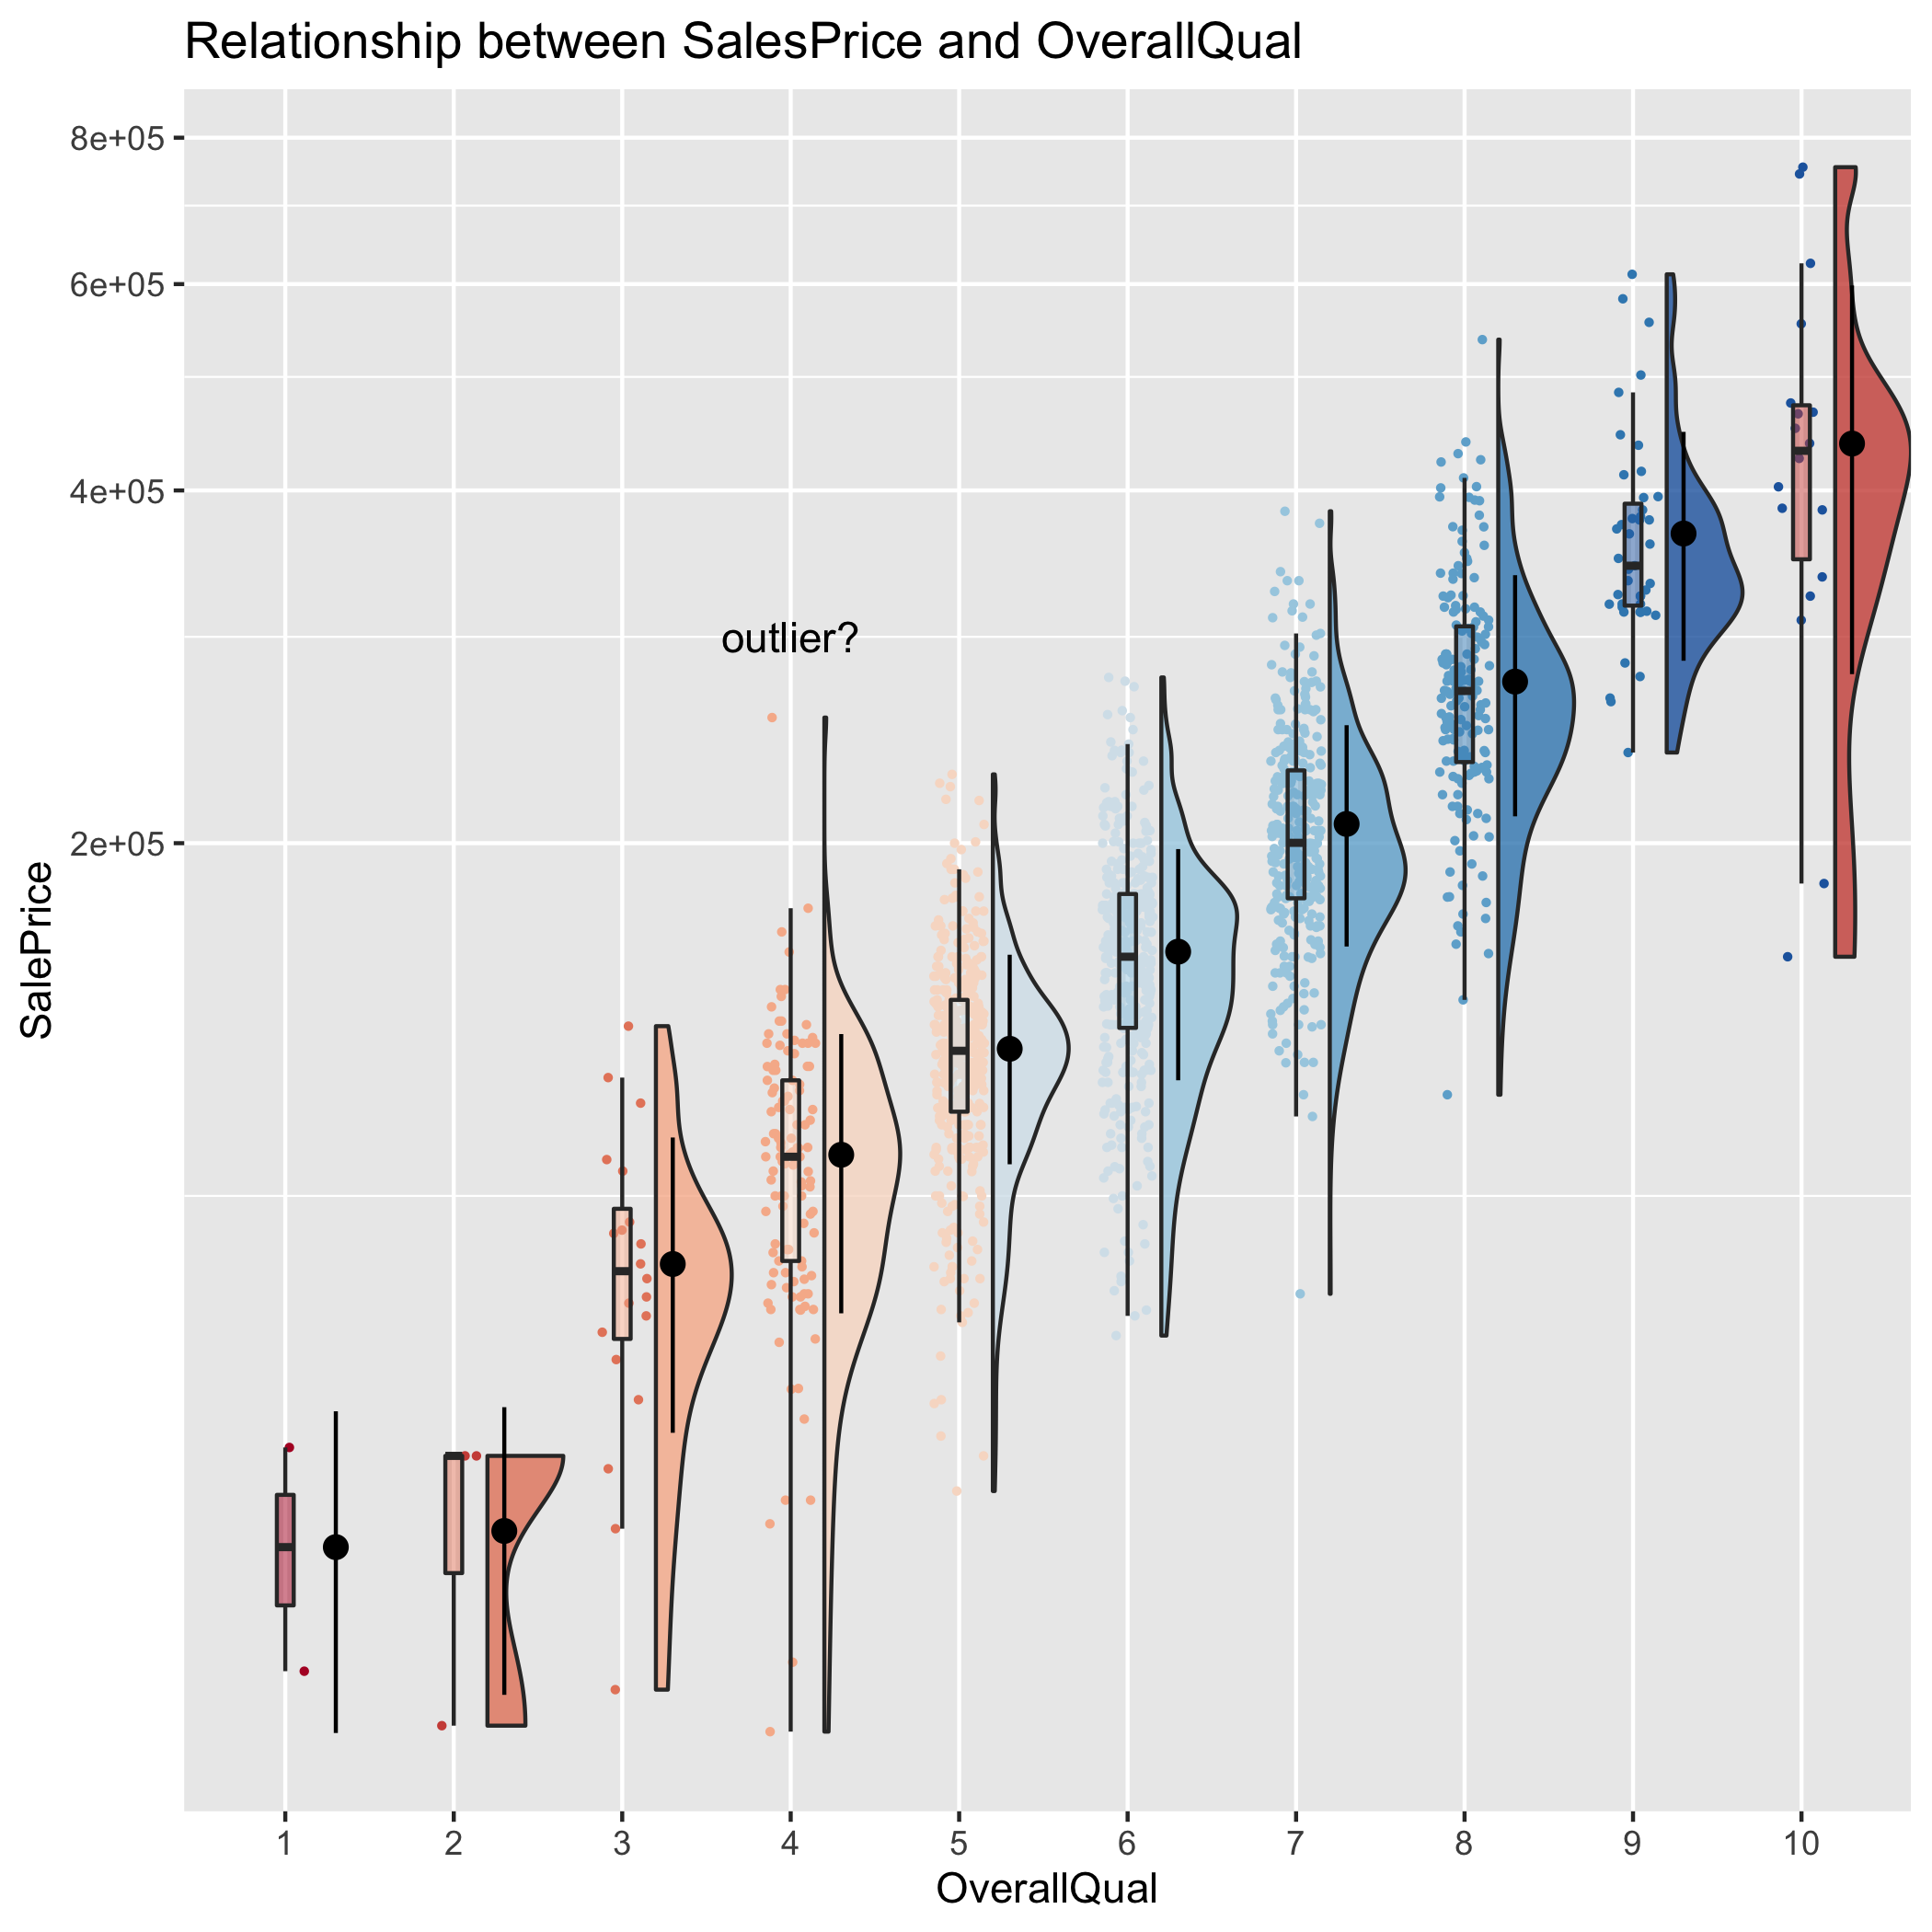 Relationship between SalesPrice and OverallQual
8e+05
6e+05
4e+05
outlier?
2e+05
SalePrice
1 2 3 4 5 6 7 8 9 10
OverallQual